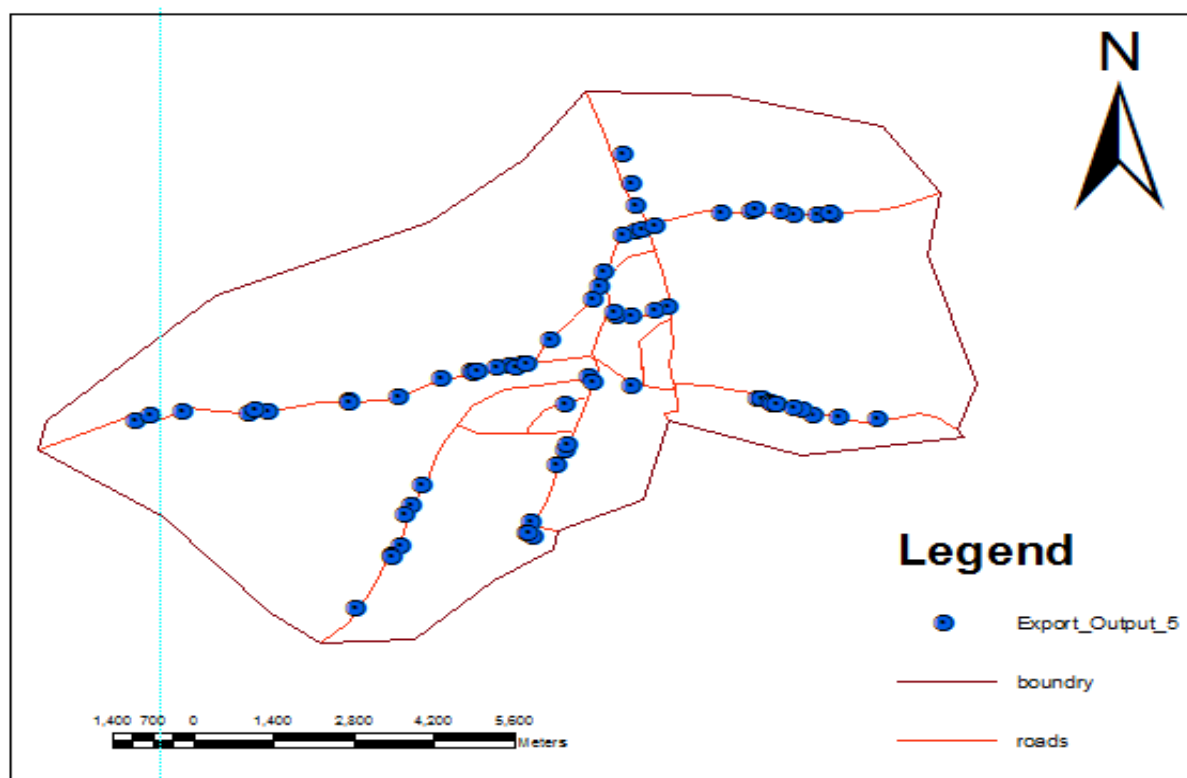 N
Legend
Export_Output_5
boundry
roads
1,400 700 0 1,400 2,800 4,200 5,600
Meters